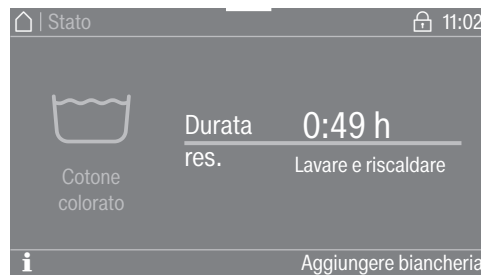 | Stato
11:02
Durata
res.
0:49 h
Lavare e riscaldare
Cotone
colorato
i
Aggiungere biancheria